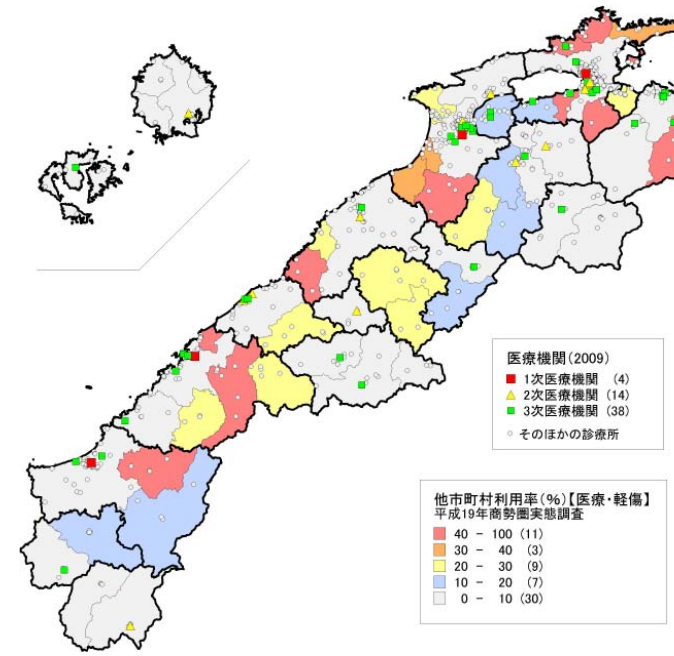 医療機関(2009)
1次医療機関 (4)
2次医療機関 (14)
3次医療機関 (38)
そのほかの診療所
他市町村利用率(%)【医療・軽傷】
平成19年商勢圏実態調査
40 - 100 (11)
30 - 40 (3)
20 - 30 (9)
10 - 20 (7)
0 - 10 (30)